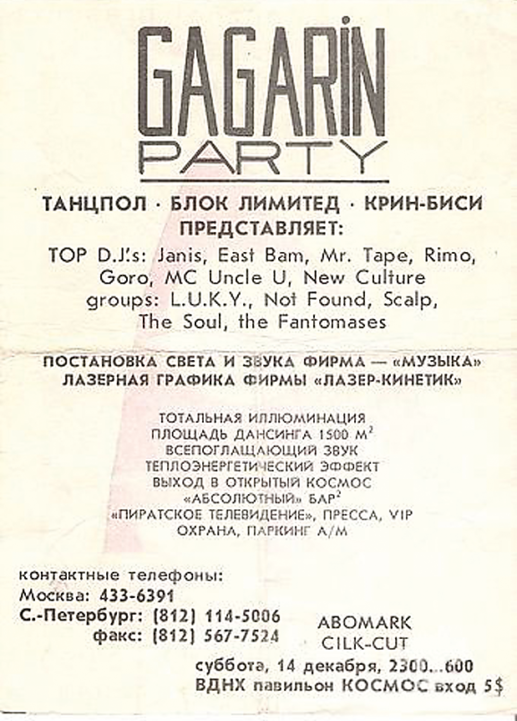 GAGARIN
PARTY
ТАНЦПОЛ · БЛОК ЛИМИТЕД · КРИН-БИСИ
ПРЕДСТАВЛЯЕТ:
TOP D.J.'s: Janis, East Bam, Mr. Tape, Rimo,
Goro, MC Uncle U, New Culture
groups: L.U.K.Y., Not Found, Scalp,
The Soul, the Fantomases
ПОСТАНОВКА СВЕТА И ЗВУКА ФИРМА — «МУЗЫКА»
ЛАЗЕРНАЯ ГРАФИКА ФИРМЫ «ЛАЗЕР-КИНЕТИК»
ТОТАЛЬНАЯ ИЛЛЮМИНАЦИЯ
ПЛОЩАДЬ ДАНСИНГА 1500 М²
ВСЕПОГЛАЩАЮЩИЙ ЗВУК
ТЕПЛОЭНЕРГЕТИЧЕСКИЙ ЭФФЕКТ
ВЫХОД В ОТКРЫТЫЙ КОСМОС
«АБСОЛЮТНЫЙ» БАР²
«ПИРАТСКОЕ ТЕЛЕВИДЕНИЕ», ПРЕССА, VIP
ОХРАНА, ПАРКИНГ А/М
контактные телефоны:
Москва: 433-6391
С.-Петербург: (812) 114-5006
факс: (812) 567-7524
ABOMARK
CILK-CUT
суббота, 14 декабря, 2300...600
ВДНХ павильон КОСМОС вход 5$